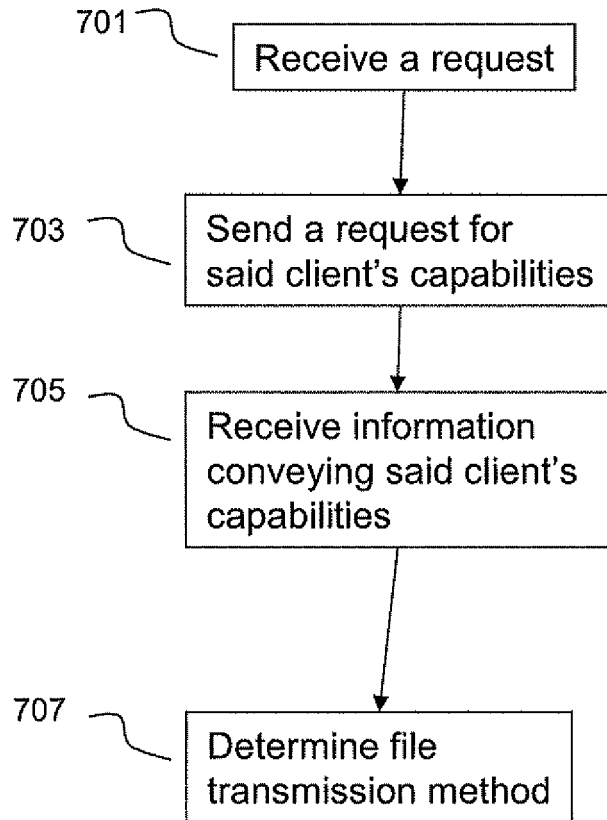 701
Receive a request
703
Send a request for
said client's capabilities
705
Receive information
conveying said client's
capabilities
707
Determine file
transmission method